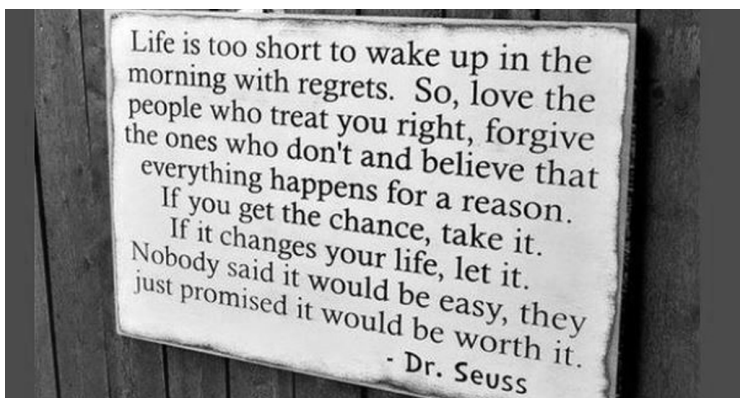 Life is too short to wake up in the
morning with regrets. So, love the
people who treat you right, forgive
the ones who don't and believe that
everything happens for a reason.
If you get the chance, take it.
If it changes your life, let it.
Nobody said it would be easy, they
just promised it would be worth it.
- Dr. Seuss